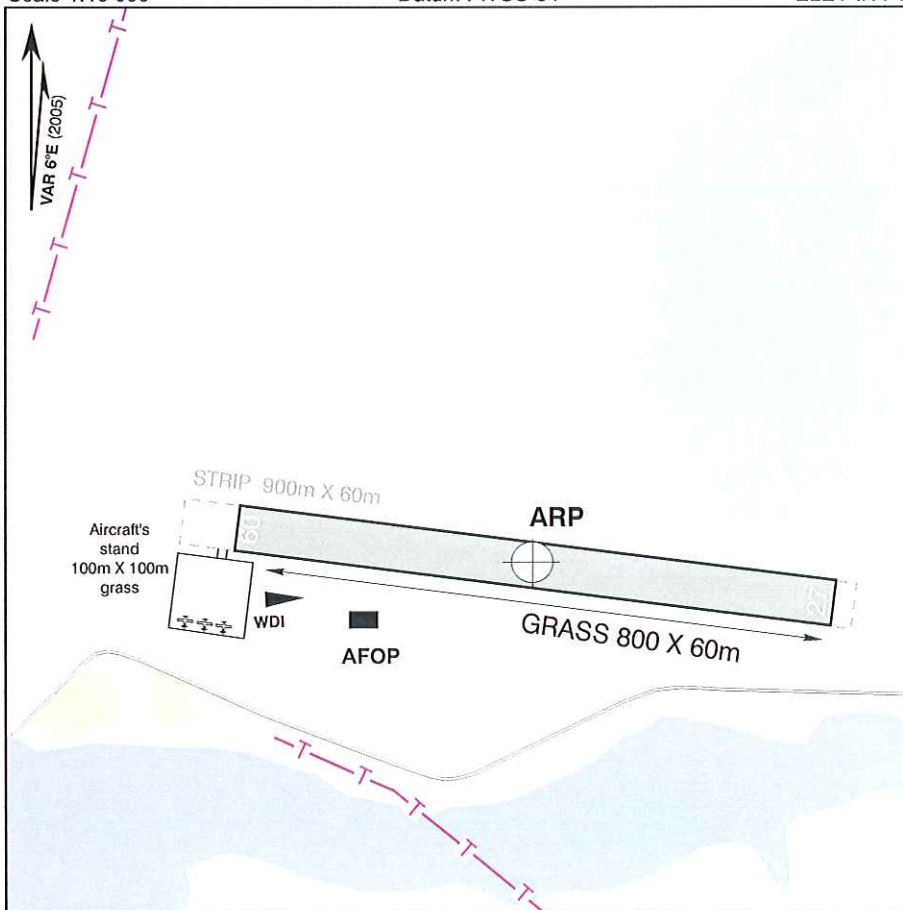 VAR 6°E (2005)
T
T
T
T
T
STRIP 900m X 60m
ARP
Aircraft's
stand
100m X 100m
grass
09
27
WDI
AFOP
GRASS 800 X 60m
T
T
T
T
T